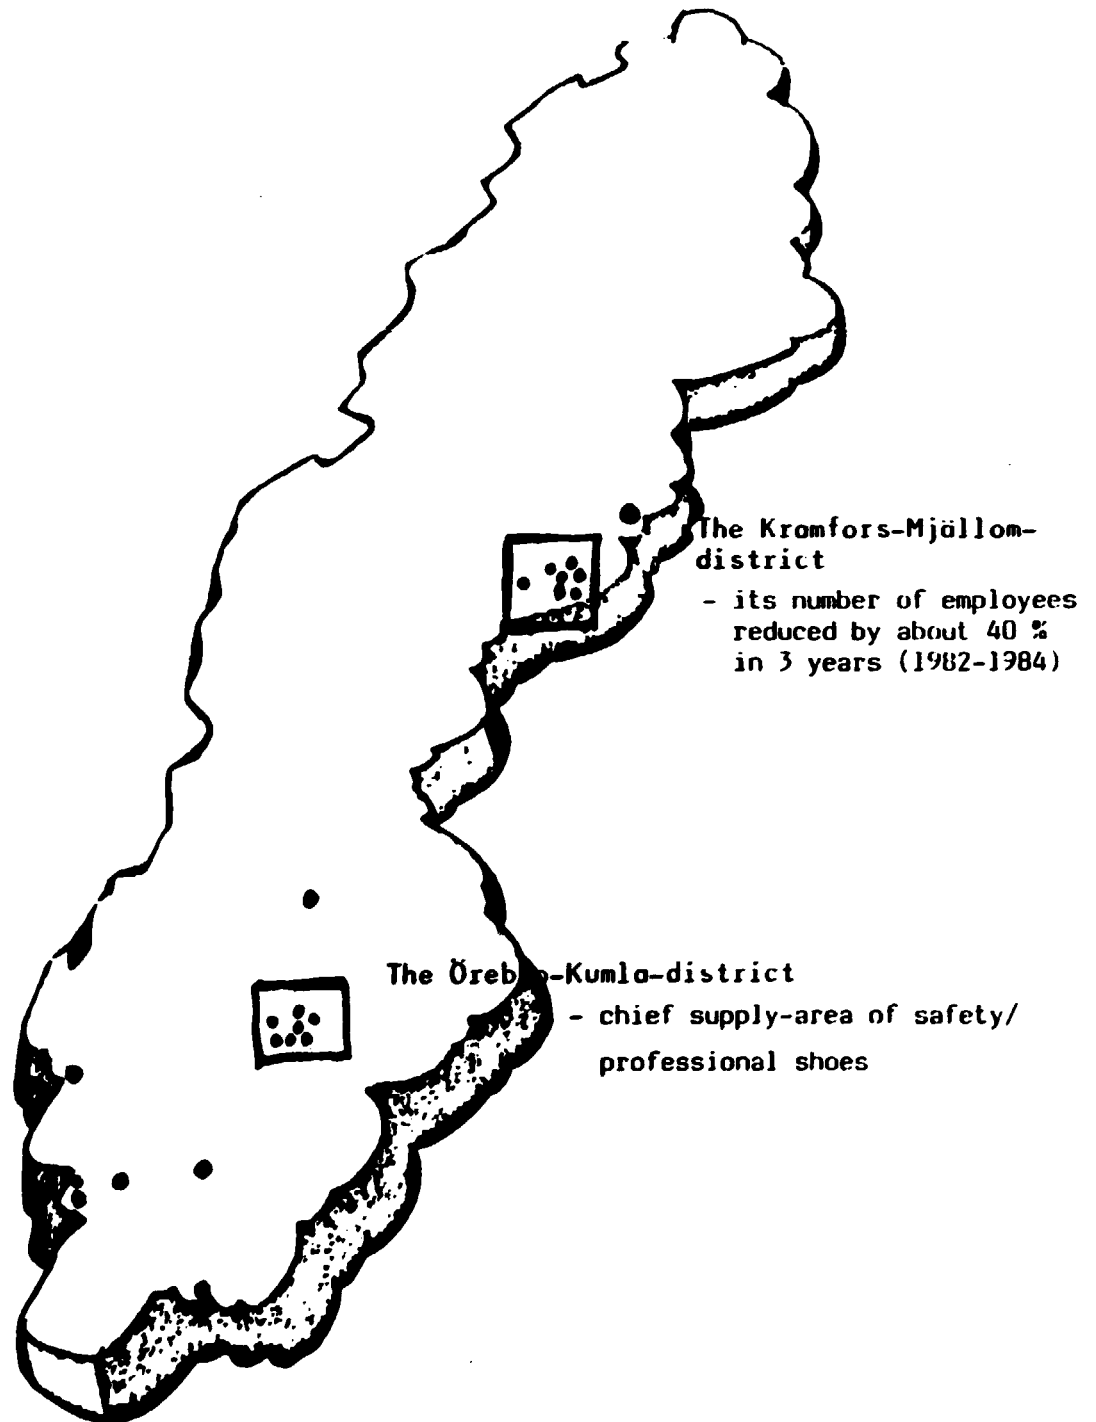 The Kramfors-Mjällom-
district
- its number of employees
reduced by about 40 %
in 3 years (1982-1984)
The Örebro-Kumla-district
- chief supply-area of safety/
professional shoes